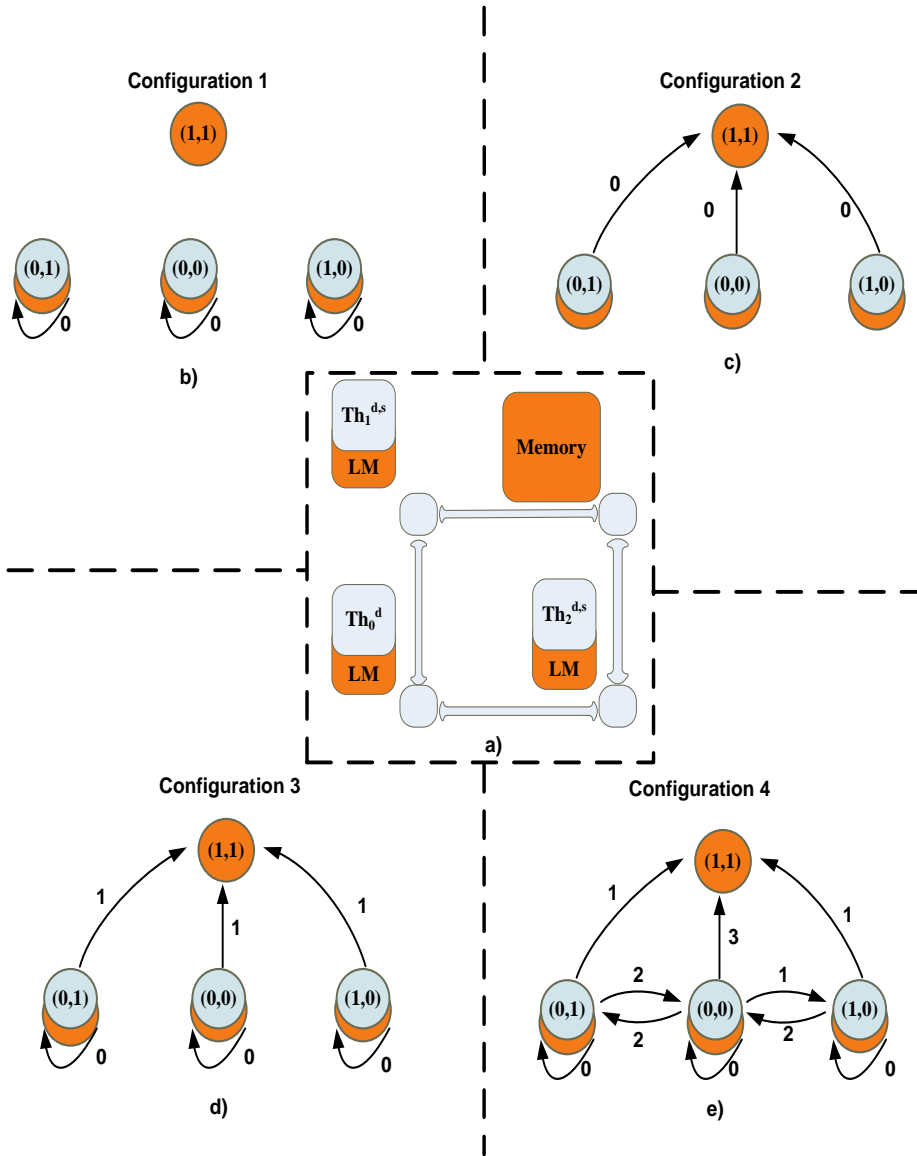 Configuration 1
(1,1)
(0,1)
(0,0)
(1,0)
0
0
0
b)
Configuration 2
(1,1)
0
0
0
(0,1)
(0,0)
(1,0)
c)
Th₁ᵈ,ˢ
LM
Memory
Th₀ᵈ
LM
Th₂ᵈ,ˢ
LM
a)
Configuration 3
(1,1)
1
1
1
(0,1)
(0,0)
(1,0)
0
0
0
d)
Configuration 4
(1,1)
1
3
1
2
1
(0,1)
(0,0)
(1,0)
2
2
0
0
0
e)